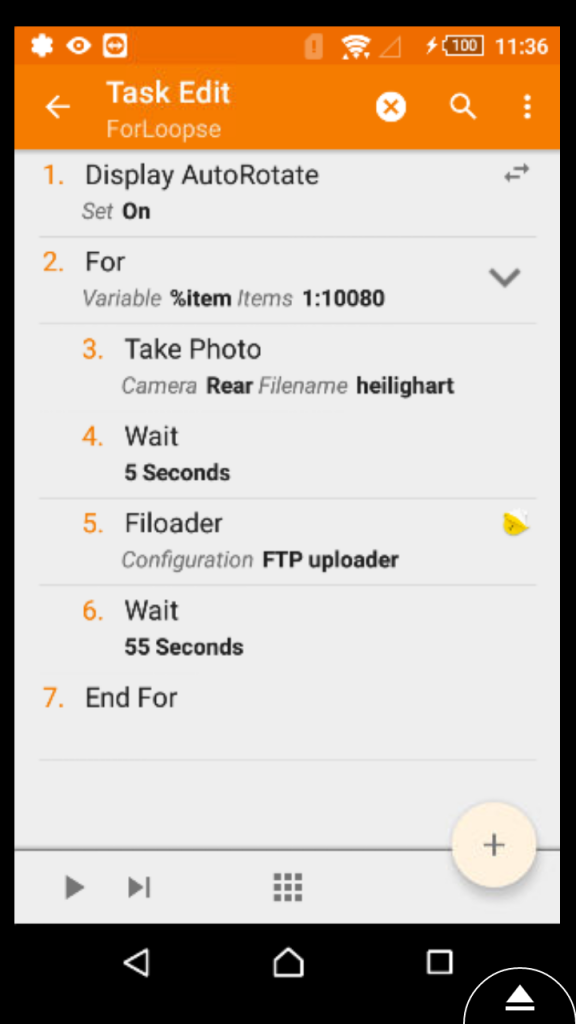 100 11:36
Task Edit
ForLoopse
1. Display AutoRotate
Set On
2. For
Variable %item Items 1:10080
3. Take Photo
Camera Rear Filename heilighart
4. Wait
5 Seconds
5. Filoader
Configuration FTP uploader
6. Wait
55 Seconds
7. End For